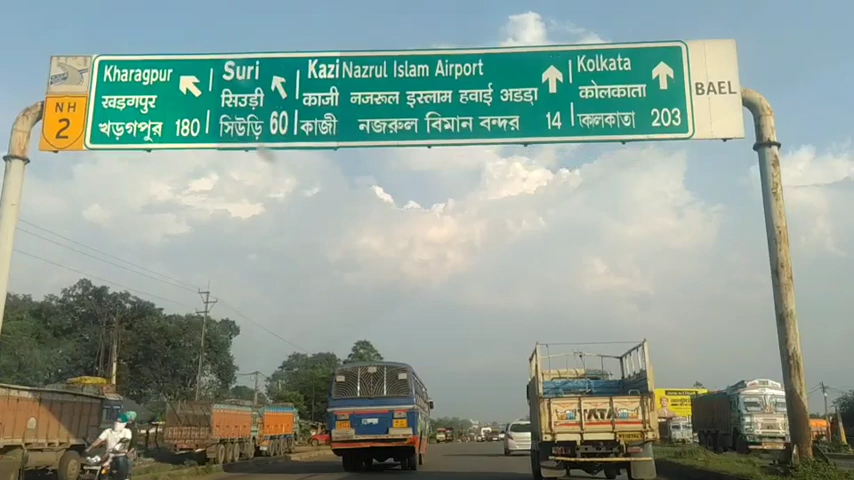 Kharagpur
खड़गपुर
খড়গপুর 180
Suri
सिउड़ी
সিউড়ি 60
Kazi Nazrul Islam Airport
काजी नजरूल इस्लाम हवाई अड्डा
কাজী নজরুল বিমান বন্দর 14
Kolkata
कोलकाता
কোলকাতা 203
NH
2
BAEL
TATA